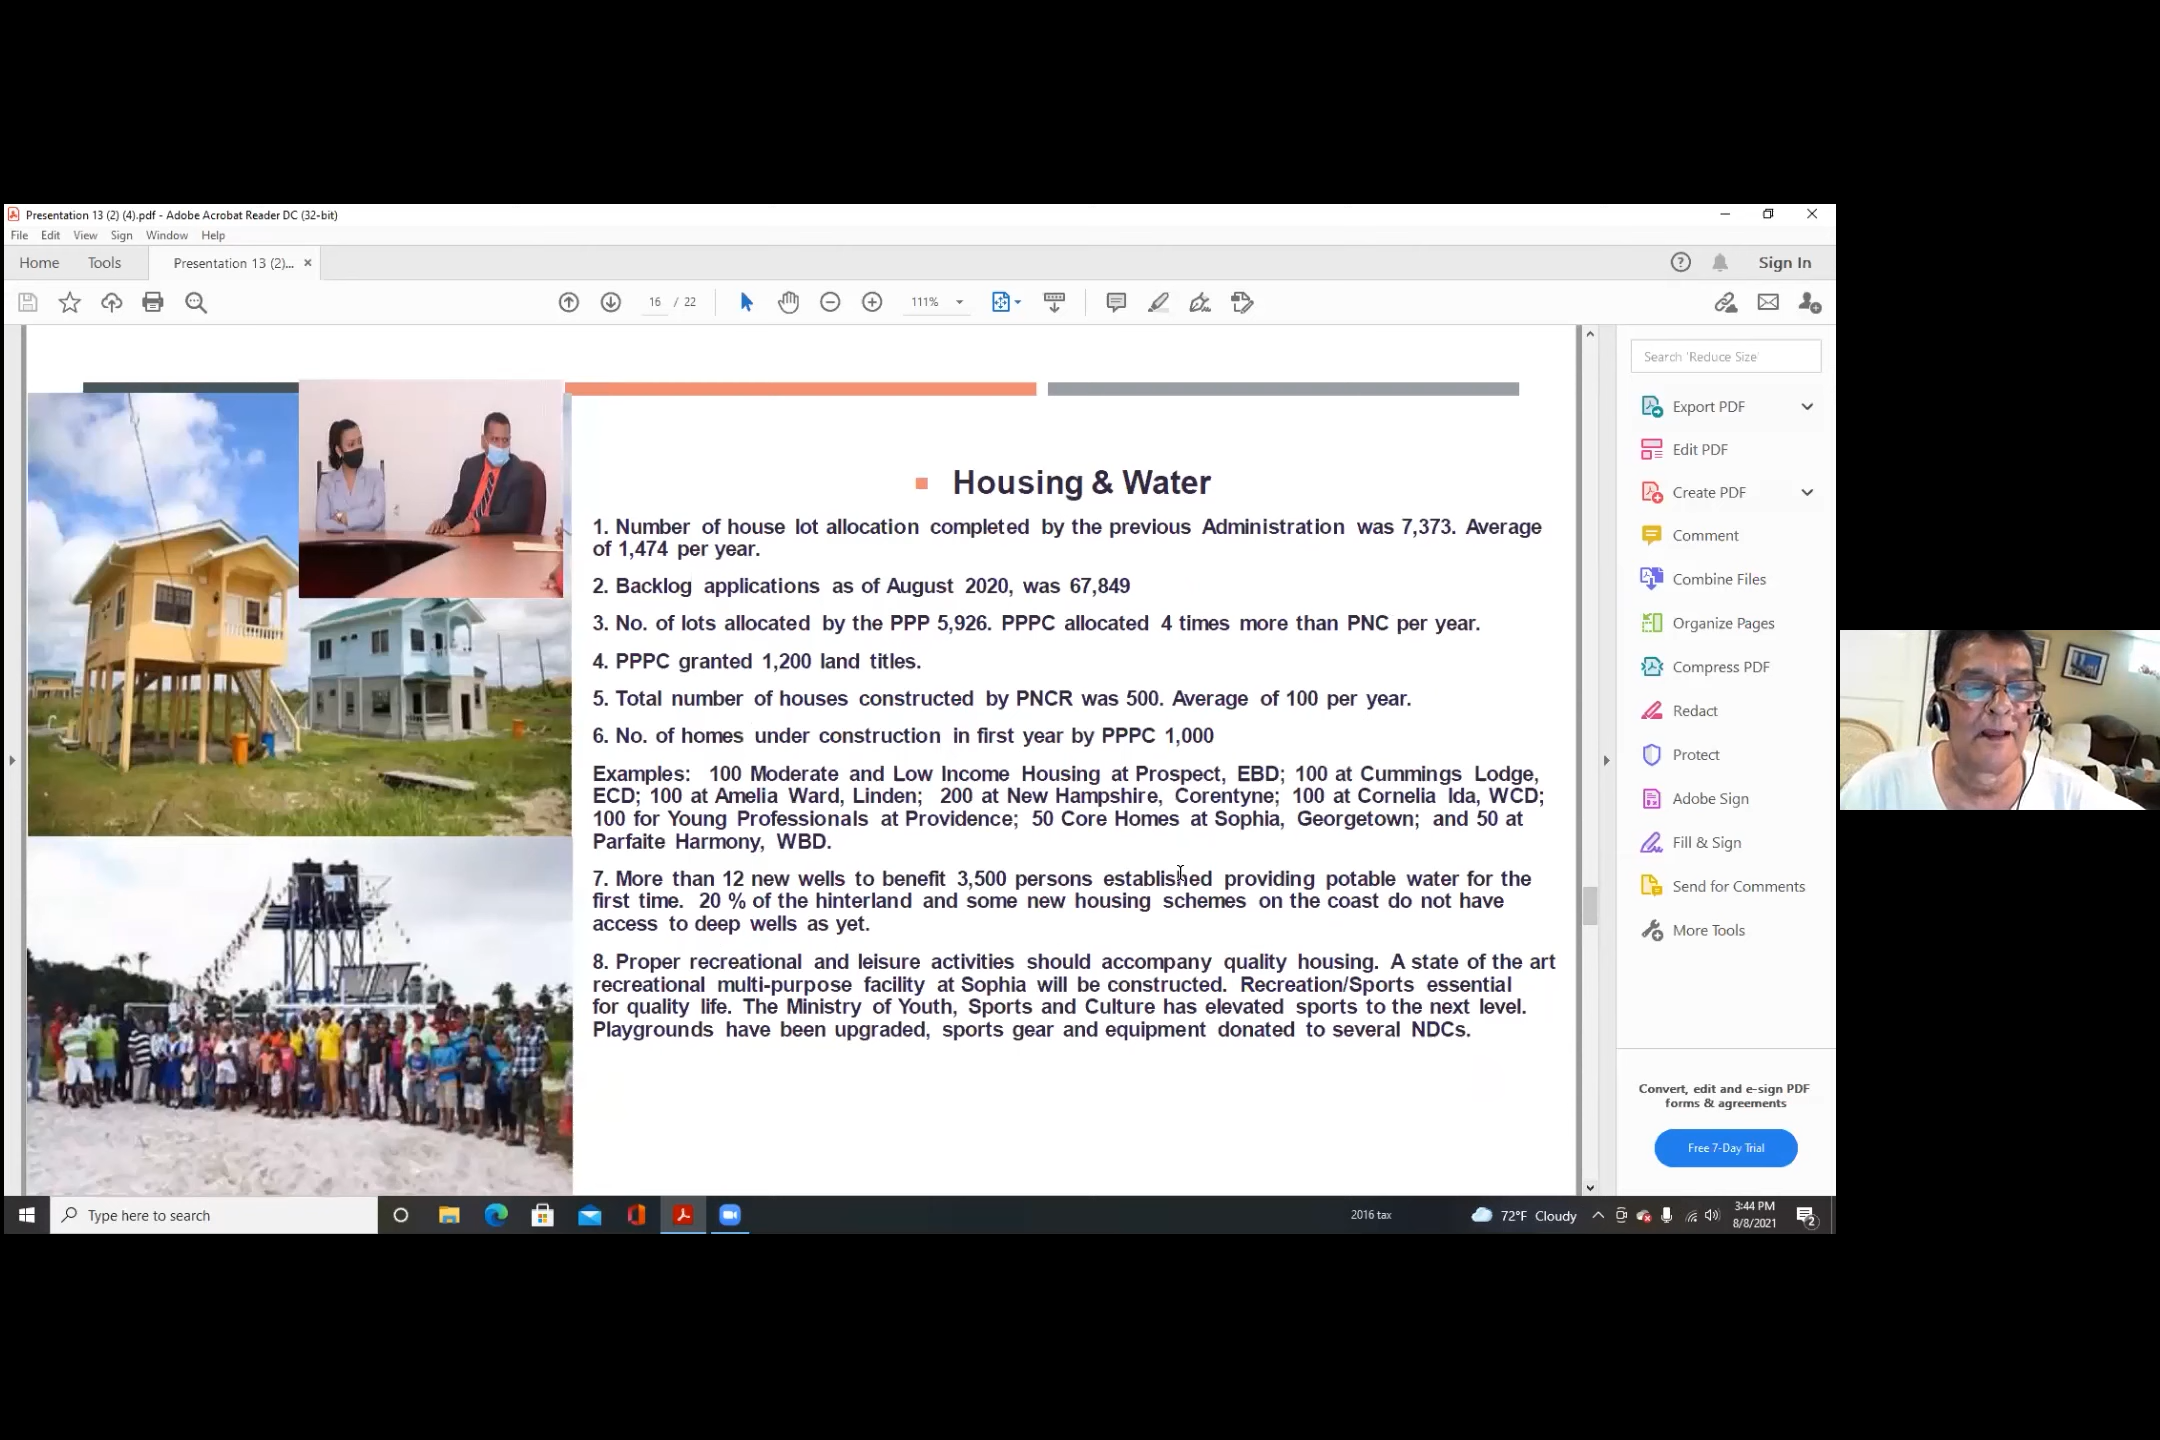 Presentation 13 (2) (4).pdf - Adobe Acrobat Reader DC (32-bit)
File Edit View Sign Window Help
Home Tools Presentation 13 (2)... × Sign In
16 / 22 111%
Search 'Reduce Size'
Export PDF
Edit PDF
Create PDF
Comment
Combine Files
Organize Pages
Compress PDF
Redact
Protect
Adobe Sign
Fill & Sign
Send for Comments
More Tools
Convert, edit and e-sign PDF
forms & agreements
Free 7-Day Trial
Housing & Water
1. Number of house lot allocation completed by the previous Administration was 7,373. Average
of 1,474 per year.
2. Backlog applications as of August 2020, was 67,849
3. No. of lots allocated by the PPP 5,926. PPPC allocated 4 times more than PNC per year.
4. PPPC granted 1,200 land titles.
5. Total number of houses constructed by PNCR was 500. Average of 100 per year.
6. No. of homes under construction in first year by PPPC 1,000
Examples: 100 Moderate and Low Income Housing at Prospect, EBD; 100 at Cummings Lodge,
ECD; 100 at Amelia Ward, Linden; 200 at New Hampshire, Corentyne; 100 at Cornelia Ida, WCD;
100 for Young Professionals at Providence; 50 Core Homes at Sophia, Georgetown; and 50 at
Parfaite Harmony, WBD.
7. More than 12 new wells to benefit 3,500 persons established providing potable water for the
first time. 20 % of the hinterland and some new housing schemes on the coast do not have
access to deep wells as yet.
8. Proper recreational and leisure activities should accompany quality housing. A state of the art
recreational multi-purpose facility at Sophia will be constructed. Recreation/Sports essential
for quality life. The Ministry of Youth, Sports and Culture has elevated sports to the next level.
Playgrounds have been upgraded, sports gear and equipment donated to several NDCs.
Type here to search
2016 tax
72°F Cloudy
3:44 PM
8/8/2021
2